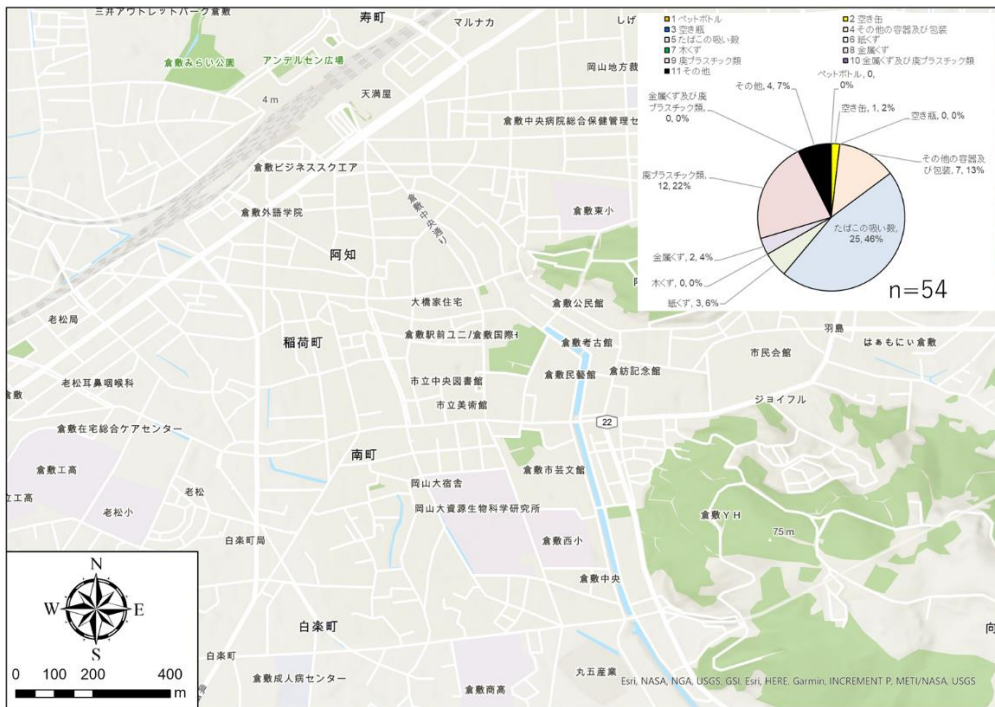 三井アウトレットパーク倉敷
寿町
マルナカ
しげ
倉敷みらい公園
アンデルセン広場
岡山地方裁
4 m
天満屋
倉敷中央病院総合保健管理セ
倉敷ビジネススクエア
倉敷外語学院
倉敷中央通り
倉敷東小
阿知
大橋家住宅
倉敷公民館
老松局
稲荷町
倉敷駅前ユニ/倉敷国際ホ
倉敷考古館
羽島
市民会館
はぁもにぃ倉敷
老松耳鼻咽喉科
市立中央図書館
倉敷民藝館
倉紡記念館
倉敷
市立美術館
ジョイフル
倉敷在宅総合ケアセンター
22
倉敷工高
南町
倉敷市芸文館
立工高
老松
岡山大宿舎
老松小
岡山大資源生物科学研究所
倉敷YH
75 m
白楽町局
倉敷西小
倉敷中央
白楽町
向
白楽町
倉敷成人病センター
丸五産業
倉敷商高
1 ペットボトル
2 空き缶
3 空き瓶
4 その他の容器及び包装
5 たばこの吸い殻
6 紙くず
7 木くず
8 金属くず
9 廃プラスチック類
10 金属くず及び廃プラスチック類
11 その他
ペットボトル, 0,
0%
空き缶, 1, 2%
空き瓶, 0, 0%
その他の容器及
び包装, 7, 13%
たばこの吸い殻,
25, 46%
紙くず, 3, 6%
木くず, 0, 0%
金属くず, 2, 4%
廃プラスチック類,
12, 22%
金属くず及び廃
プラスチック類,
0, 0%
その他, 4, 7%
n=54
N
W
E
S
0 100 200 400
m
Esri, NASA, NGA, USGS, GSI, Esri, HERE, Garmin, INCREMENT P, METI/NASA, USGS